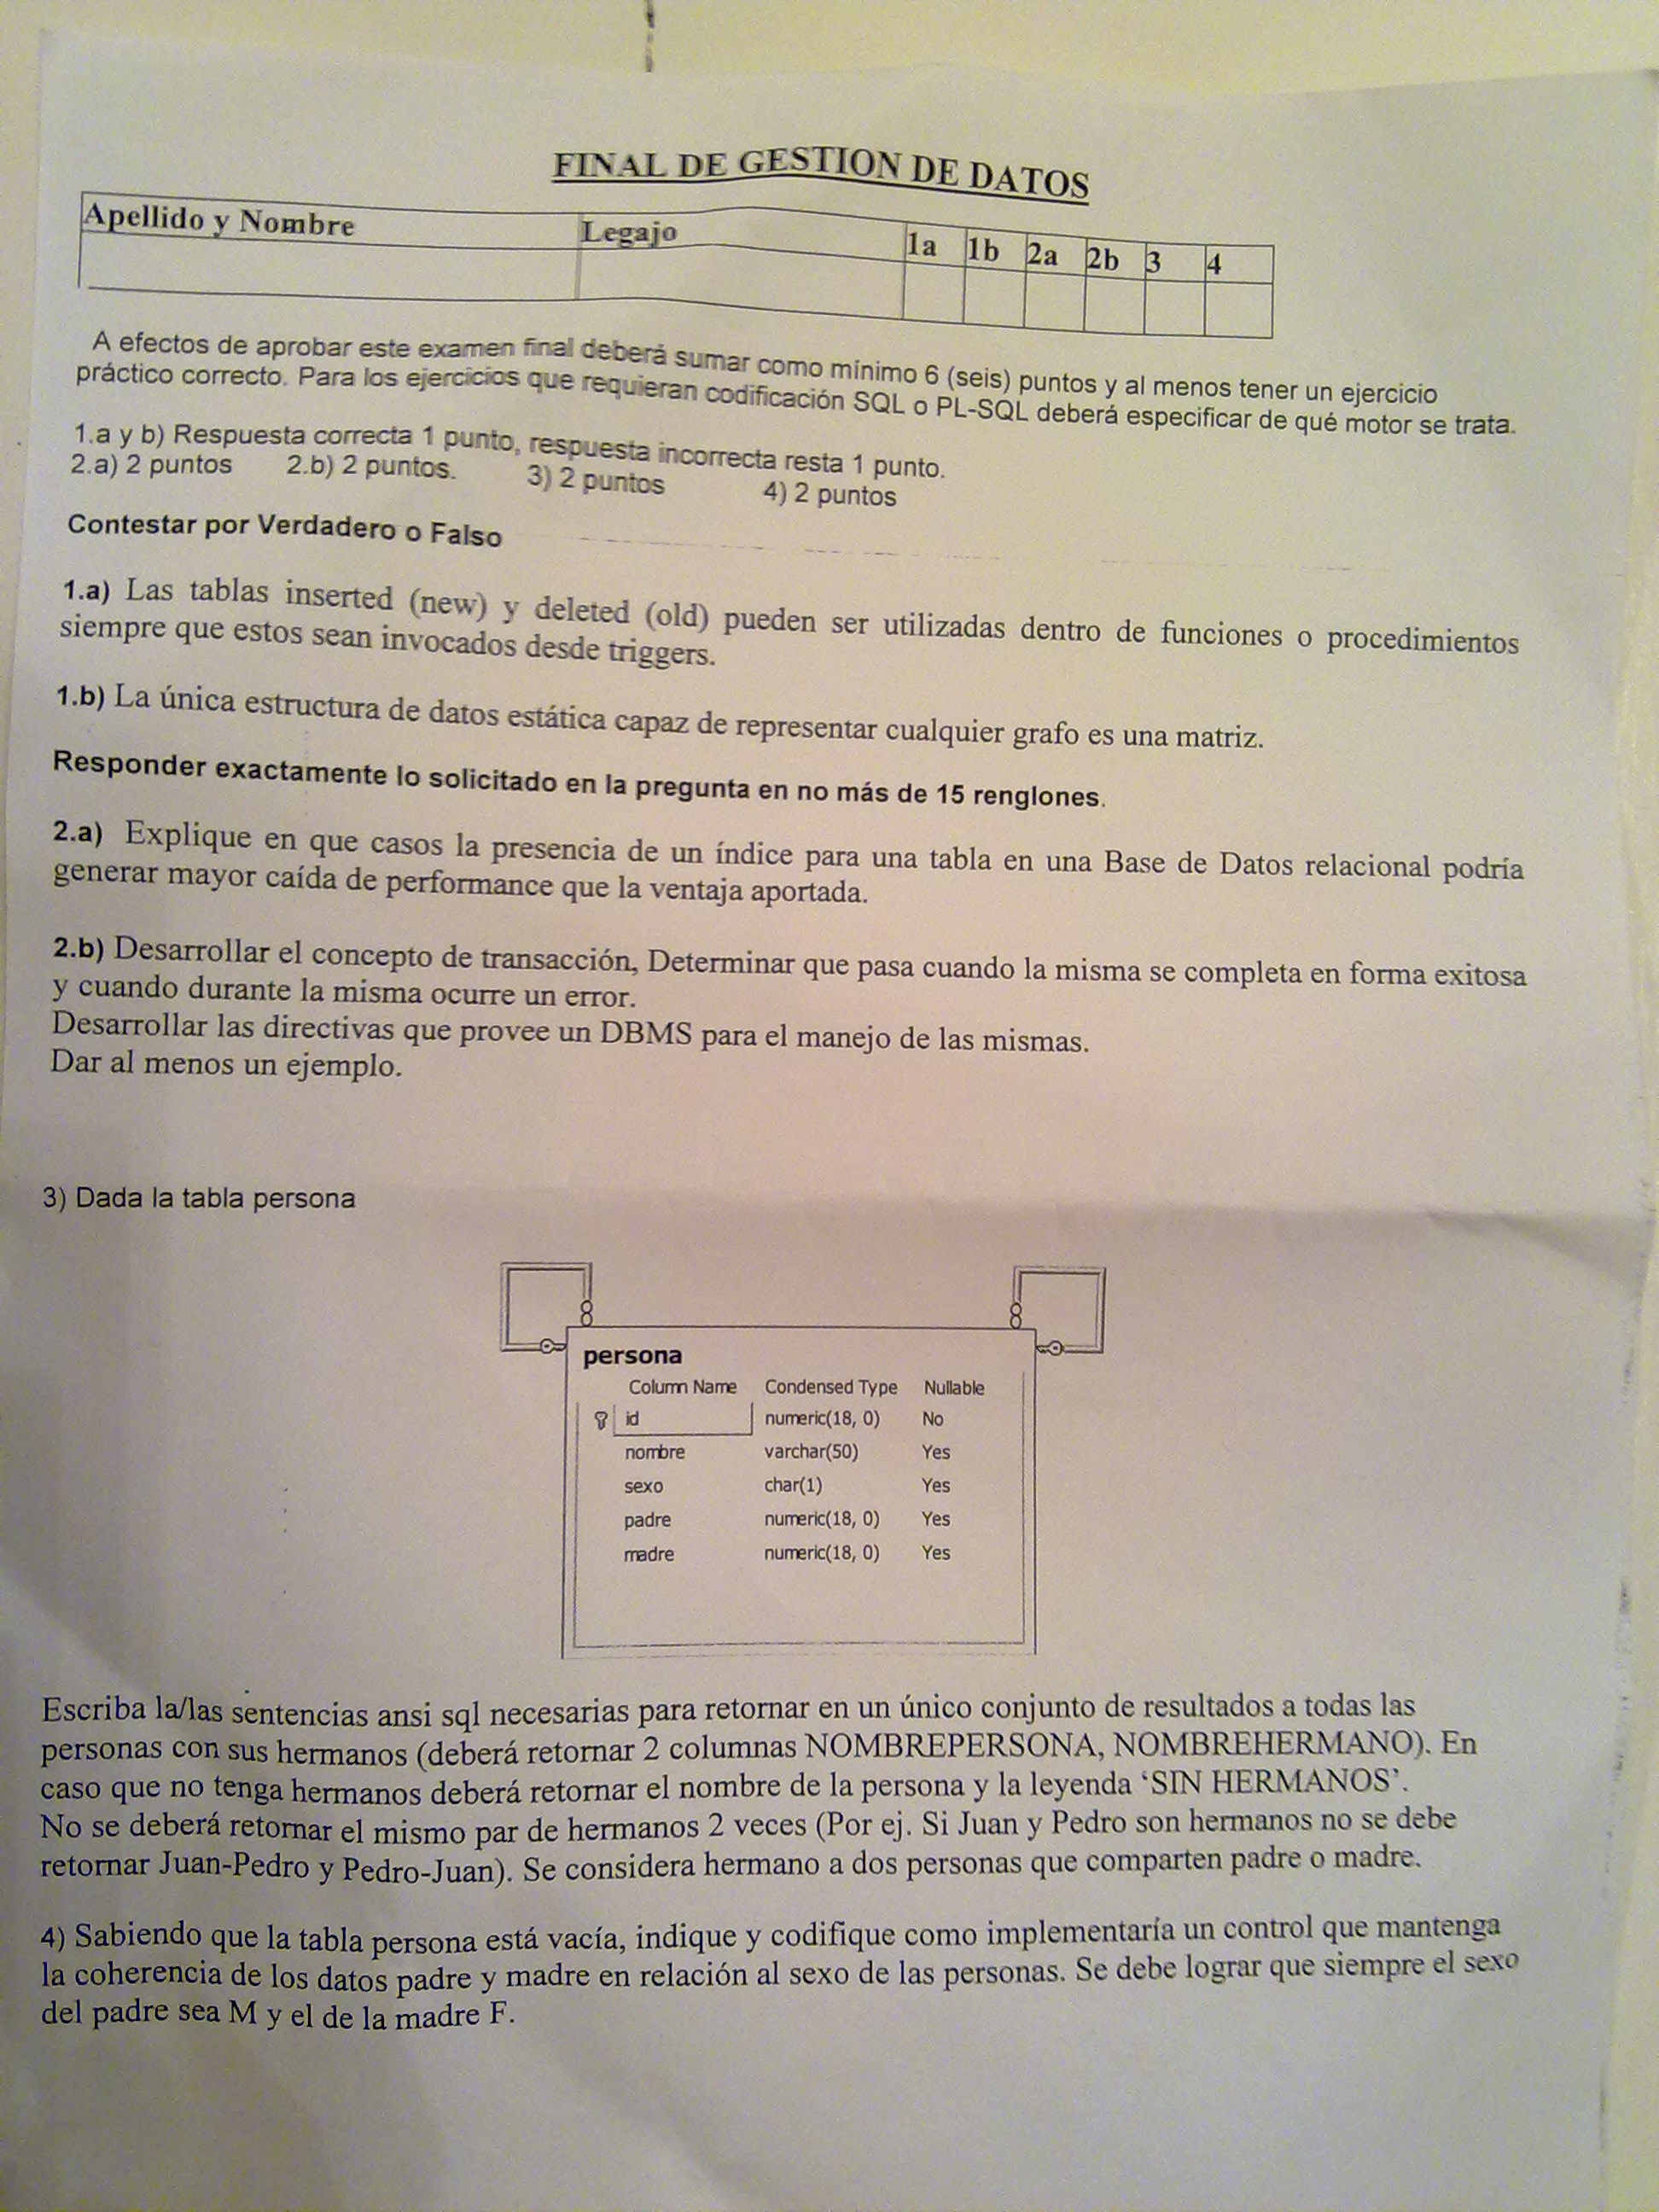 FINAL DE GESTION DE DATOS
Apellido y Nombre Legajo 1a 1b 2a 2b 3 4
A efectos de aprobar este examen final deberá sumar como mínimo 6 (seis) puntos y al menos tener un ejercicio
práctico correcto. Para los ejercicios que requieran codificación SQL o PL-SQL deberá especificar de qué motor se trata.
1.a y b) Respuesta correcta 1 punto, respuesta incorrecta resta 1 punto.
2.a) 2 puntos 2.b) 2 puntos. 3) 2 puntos 4) 2 puntos
Contestar por Verdadero o Falso
1.a) Las tablas inserted (new) y deleted (old) pueden ser utilizadas dentro de funciones o procedimientos
siempre que estos sean invocados desde triggers.
1.b) La única estructura de datos estática capaz de representar cualquier grafo es una matriz.
Responder exactamente lo solicitado en la pregunta en no más de 15 renglones.
2.a) Explique en que casos la presencia de un índice para una tabla en una Base de Datos relacional podría
generar mayor caída de performance que la ventaja aportada.
2.b) Desarrollar el concepto de transacción, Determinar que pasa cuando la misma se completa en forma exitosa
y cuando durante la misma ocurre un error.
Desarrollar las directivas que provee un DBMS para el manejo de las mismas.
Dar al menos un ejemplo.
3) Dada la tabla persona
persona
Column Name Condensed Type Nullable
id numeric(18, 0) No
nombre varchar(50) Yes
sexo char(1) Yes
padre numeric(18, 0) Yes
madre numeric(18, 0) Yes
Escriba la/las sentencias ansi sql necesarias para retornar en un único conjunto de resultados a todas las
personas con sus hermanos (deberá retornar 2 columnas NOMBREPERSONA, NOMBREHERMANO). En
caso que no tenga hermanos deberá retornar el nombre de la persona y la leyenda ‘SIN HERMANOS’.
No se deberá retornar el mismo par de hermanos 2 veces (Por ej. Si Juan y Pedro son hermanos no se debe
retornar Juan-Pedro y Pedro-Juan). Se considera hermano a dos personas que comparten padre o madre.
4) Sabiendo que la tabla persona está vacía, indique y codifique como implementaría un control que mantenga
la coherencia de los datos padre y madre en relación al sexo de las personas. Se debe lograr que siempre el sexo
del padre sea M y el de la madre F.